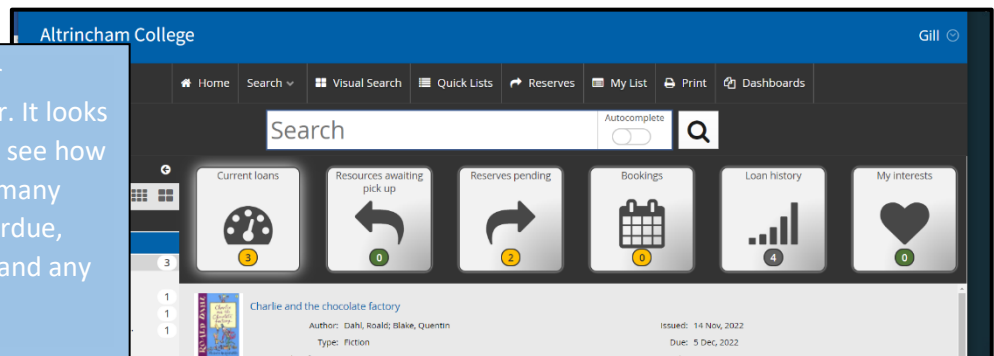 Altrincham College
Gill
r. It looks
see how
many
rdue,
and any
Home Search Visual Search Quick Lists Reserves My List Print Dashboards
Search
Autocomplete
Current loans
3
Resources awaiting
pick up
0
Reserves pending
2
Bookings
0
Loan history
4
My interests
0
3
1
1
1
Charlie and the chocolate factory
Author: Dahl, Roald; Blake, Quentin
Issued: 14 Nov, 2022
Type: Fiction
Due: 5 Dec, 2022
ROALD DAHL